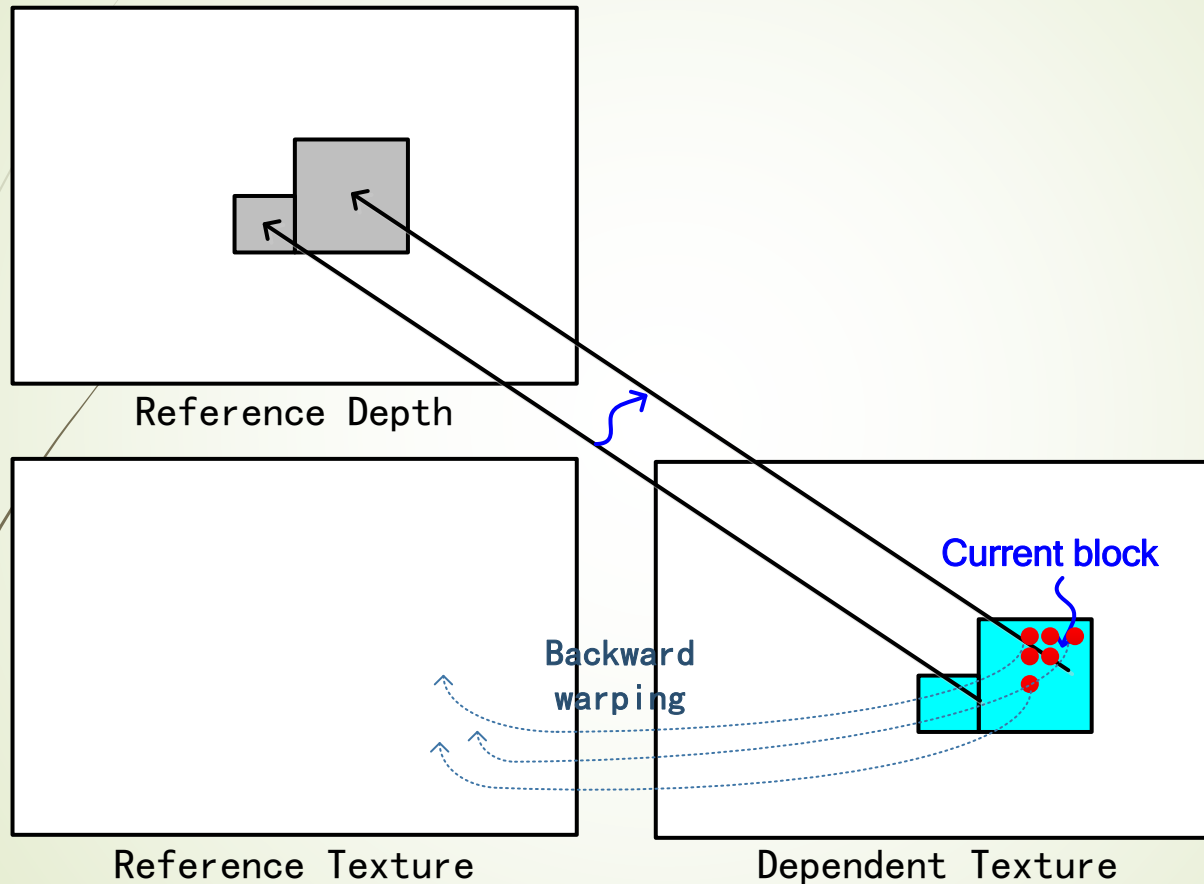 Reference Depth
Current block
Backward
warping
Reference Texture
Dependent Texture